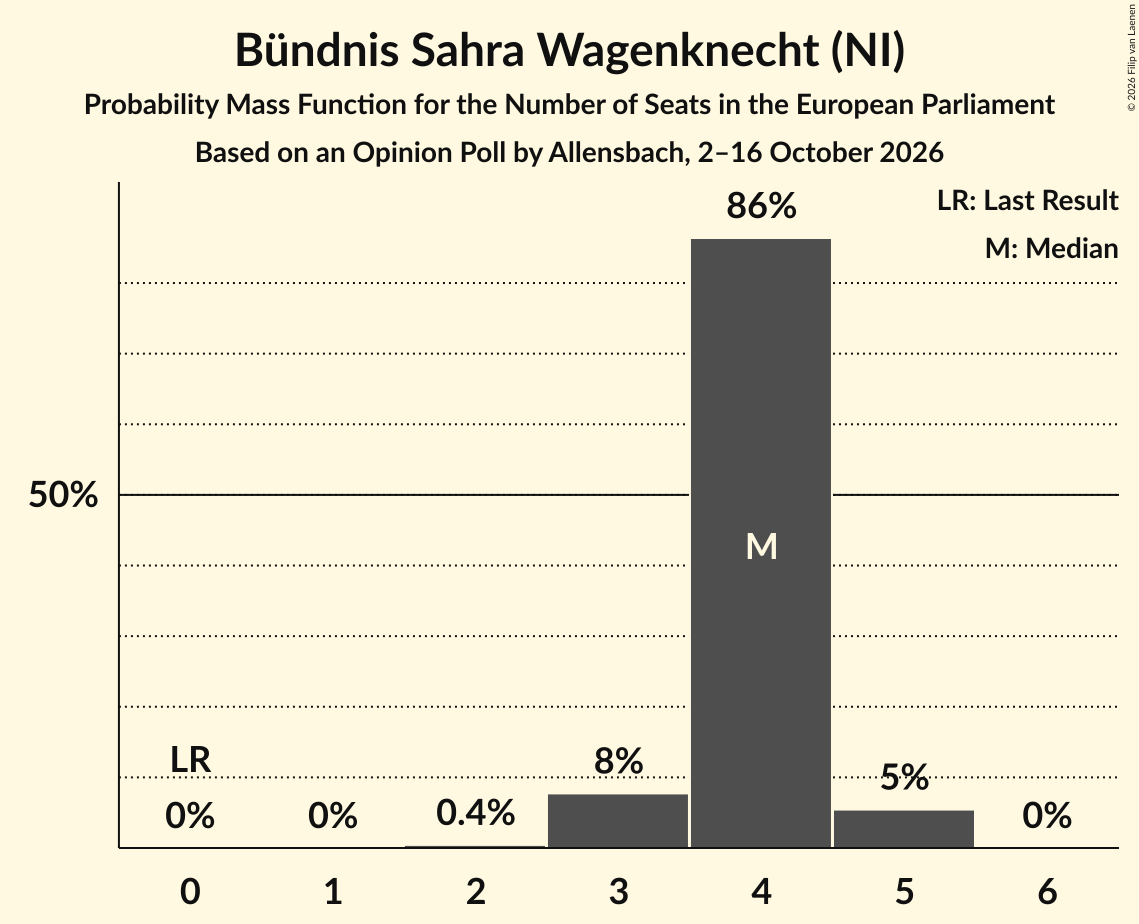 Bündnis Sahra Wagenknecht (NI)
Probability Mass Function for the Number of Seats in the European Parliament
Based on an Opinion Poll by Allensbach, 2–16 October 2026
© 2026 Filip van Laenen
LR: Last Result
M: Median
86%
50%
M
LR
8%
5%
0%
0%
0.4%
0%
0
1
2
3
4
5
6